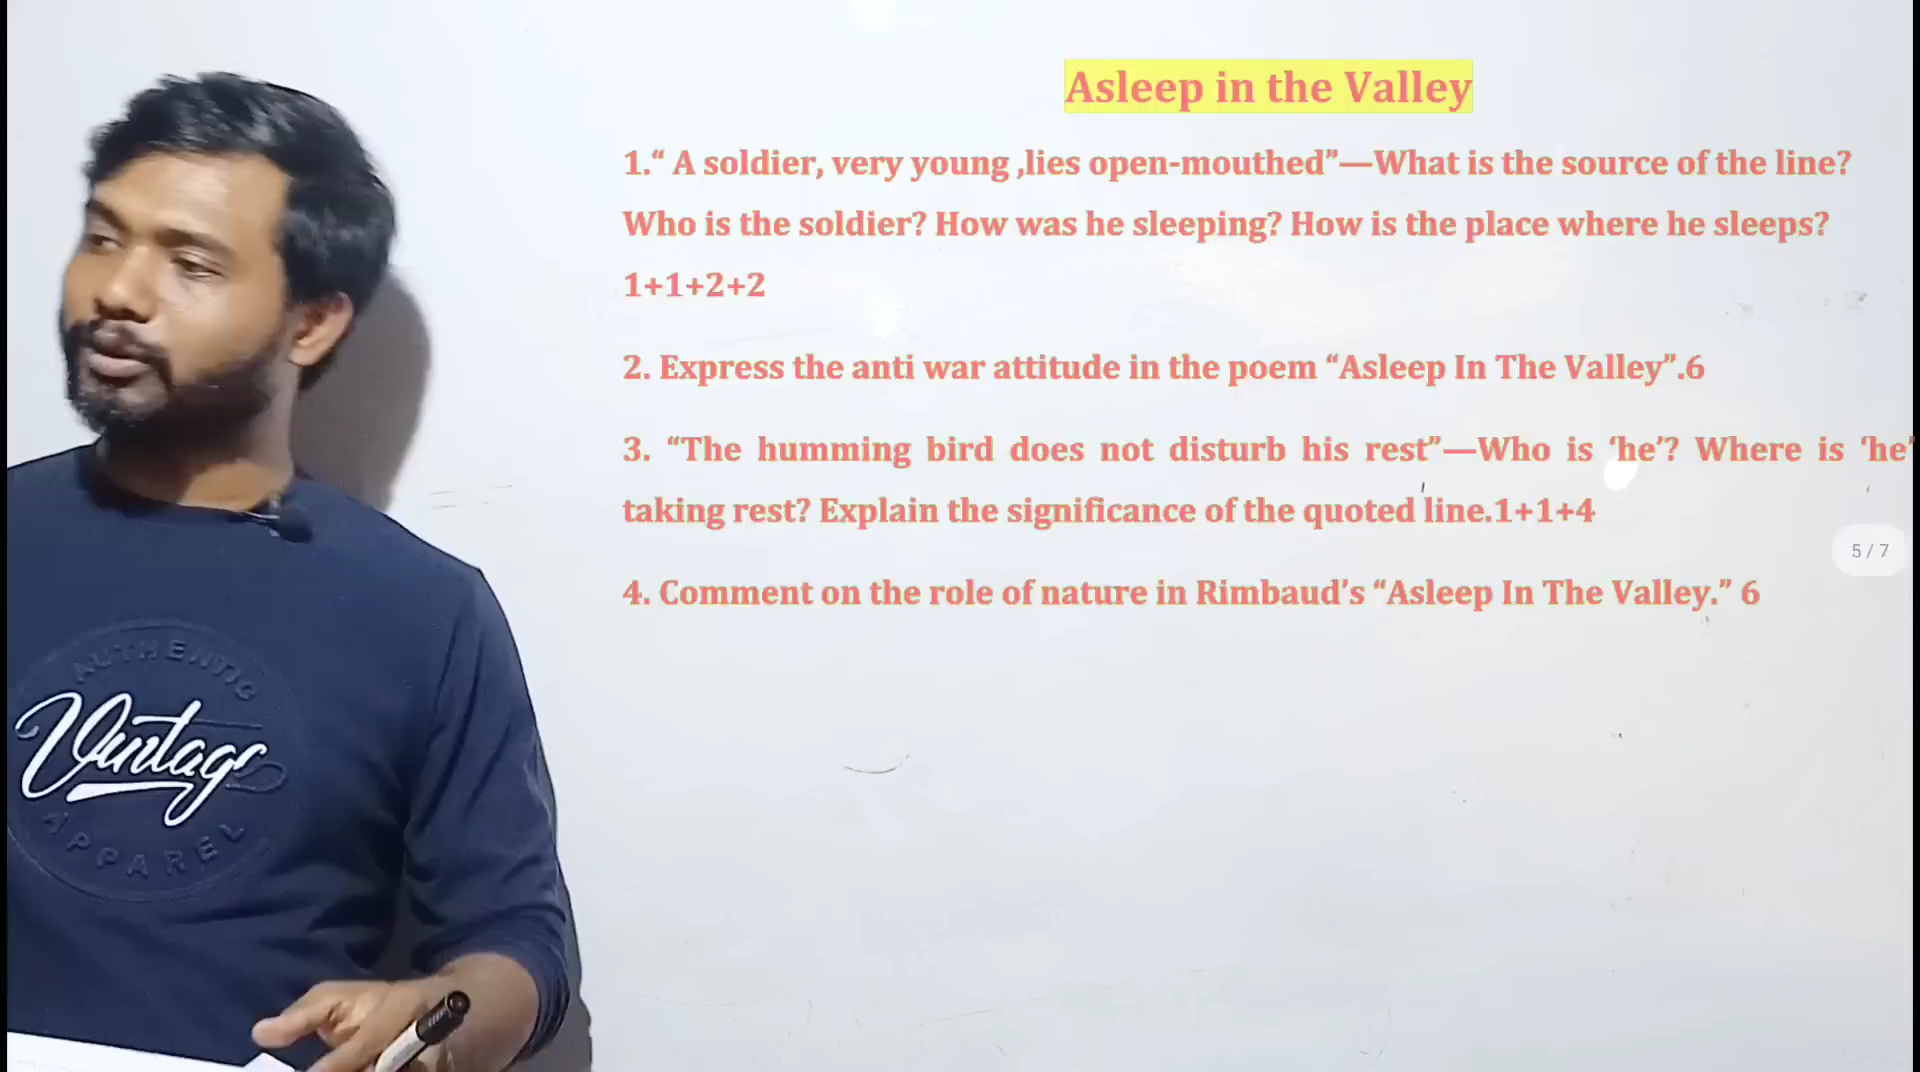 Asleep in the Valley
1.“ A soldier, very young ,lies open-mouthed”—What is the source of the line?
Who is the soldier? How was he sleeping? How is the place where he sleeps?
1+1+2+2
2. Express the anti war attitude in the poem “Asleep In The Valley”.6
3. “The humming bird does not disturb his rest”—Who is ‘he’? Where is ‘he’
taking rest? Explain the significance of the quoted line.1+1+4
5 / 7
4. Comment on the role of nature in Rimbaud’s “Asleep In The Valley.” 6
AUTHENTIC
Vintage
APPAREL